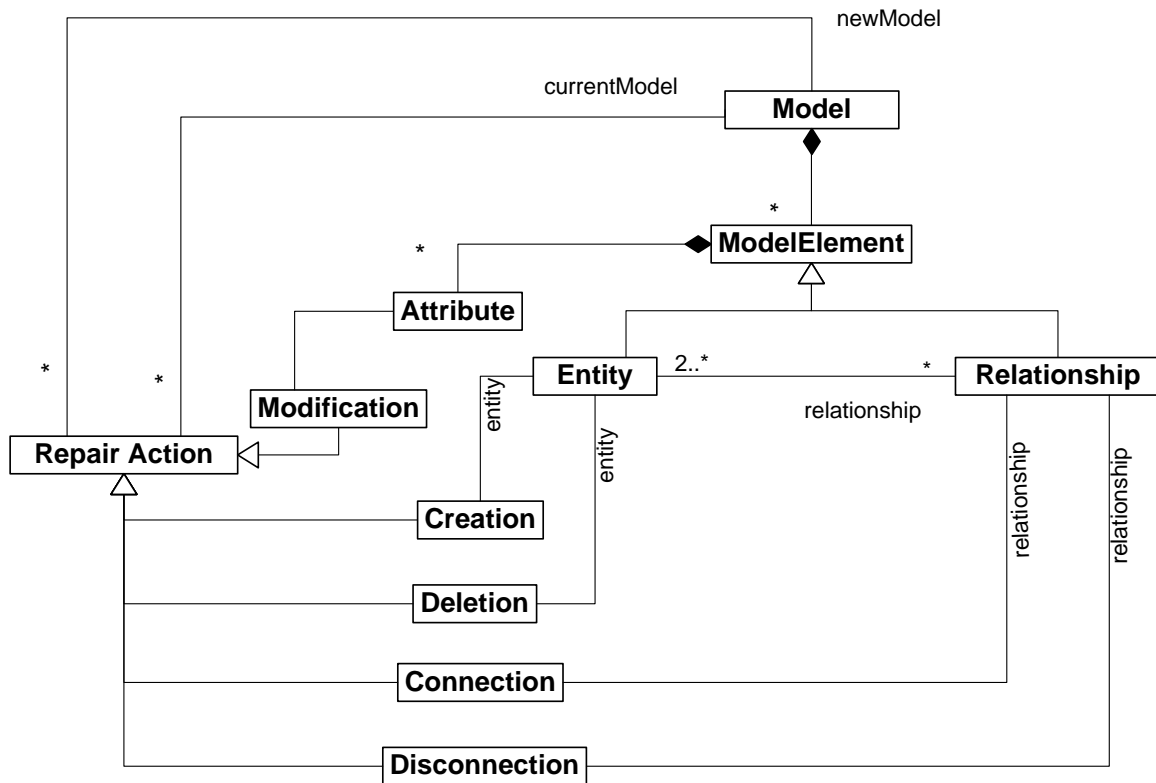 newModel
currentModel
Model
*
ModelElement
*
Attribute
*
*
Entity
2..*
*
Relationship
relationship
Modification
entity
entity
Repair Action
relationship
relationship
Creation
Deletion
Connection
Disconnection